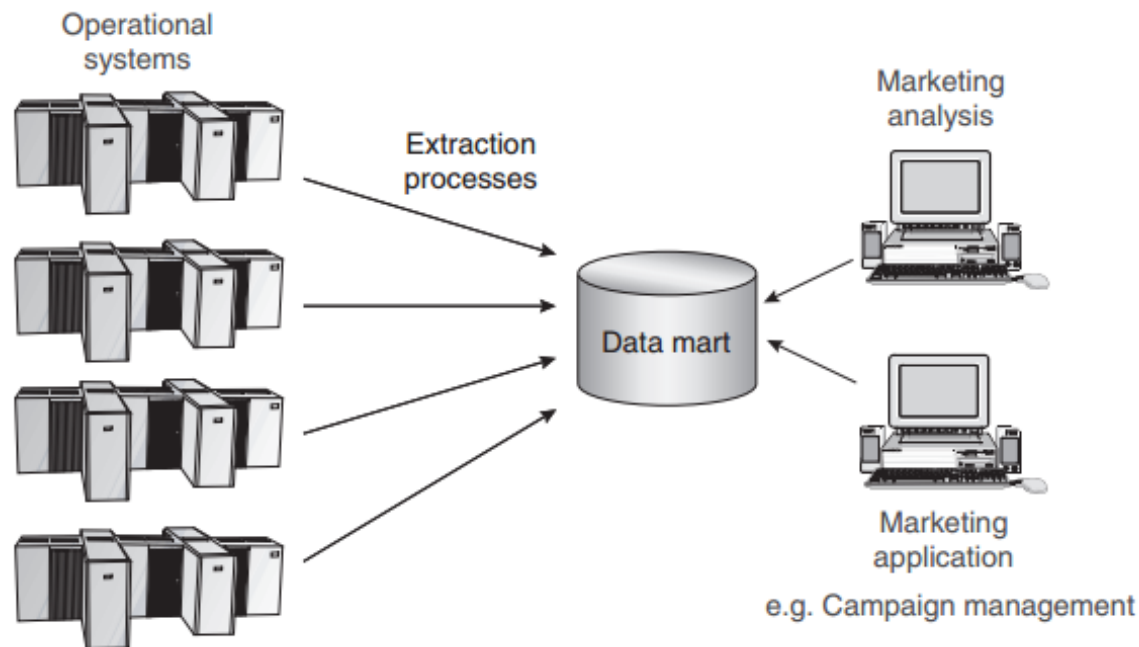 Operational
systems
Extraction
processes
Data mart
Marketing
analysis
Marketing
application
e.g. Campaign management